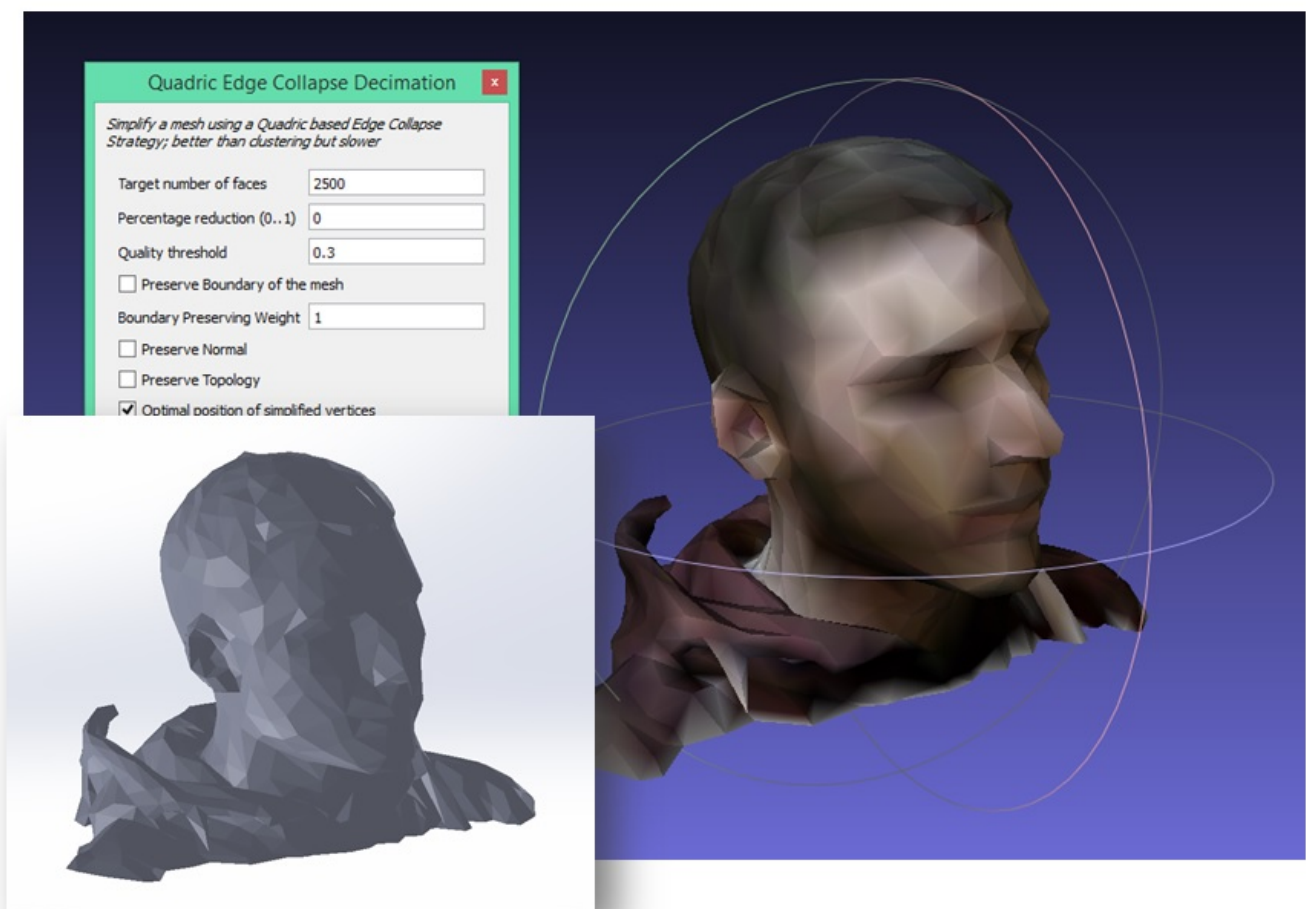 Quadric Edge Collapse Decimation
x
Simplify a mesh using a Quadric based Edge Collapse
Strategy; better than clustering but slower
Target number of faces 2500
Percentage reduction (0..1) 0
Quality threshold 0.3
Preserve Boundary of the mesh
Boundary Preserving Weight 1
Preserve Normal
Preserve Topology
Optimal position of simplified vertices